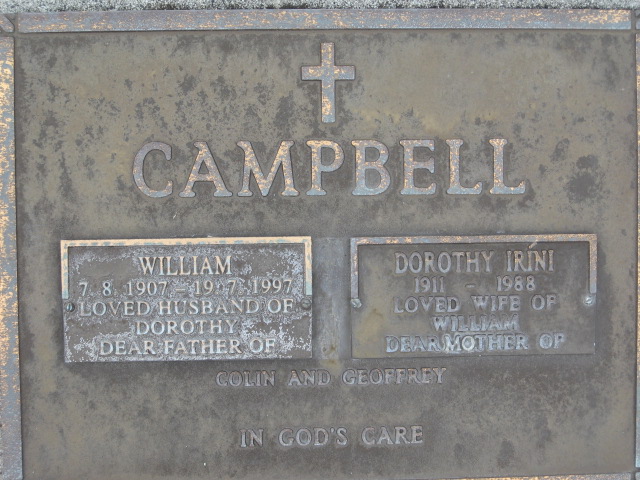 CAMPBELL
WILLIAM
7. 8. 1907 - 19. 7. 1997
LOVED HUSBAND OF
DOROTHY
DEAR FATHER OF
DOROTHY IRINI
1911 - 1988
LOVED WIFE OF
WILLIAM
DEAR MOTHER OF
COLIN AND GEOFFREY
IN GOD'S CARE